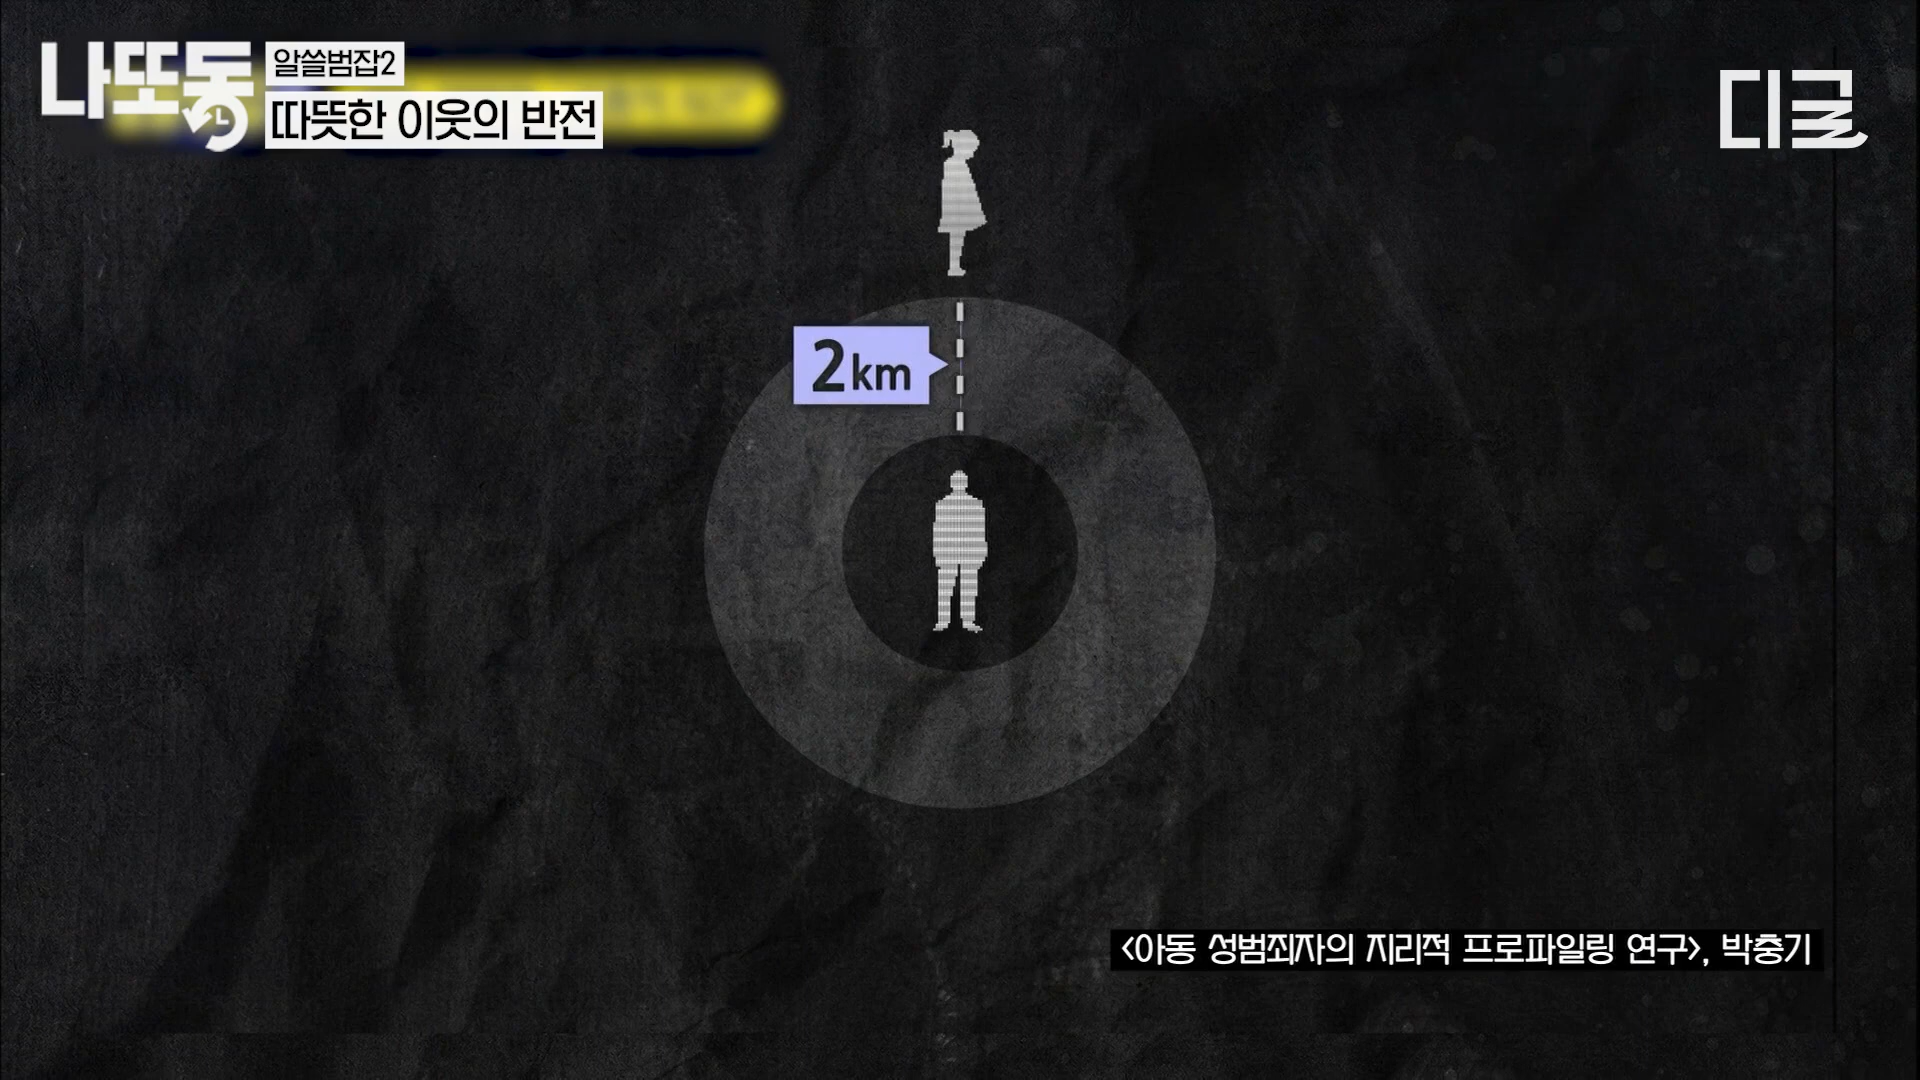 나또동
알쓸범잡2
따뜻한 이웃의 반전
디글
2km
<아동 성범죄자의 지리적 프로파일링 연구>, 박충기